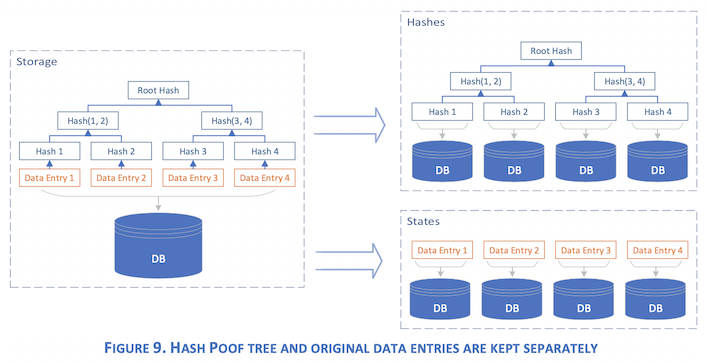 Storage
Root Hash
Hash(1, 2) Hash(3, 4)
Hash 1 Hash 2 Hash 3 Hash 4
Data Entry 1 Data Entry 2 Data Entry 3 Data Entry 4
DB
Hashes
Root Hash
Hash(1, 2) Hash(3, 4)
Hash 1 Hash 2 Hash 3 Hash 4
DB DB DB DB
States
Data Entry 1 Data Entry 2 Data Entry 3 Data Entry 4
DB DB DB DB
FIGURE 9. HASH POOF TREE AND ORIGINAL DATA ENTRIES ARE KEPT SEPARATELY